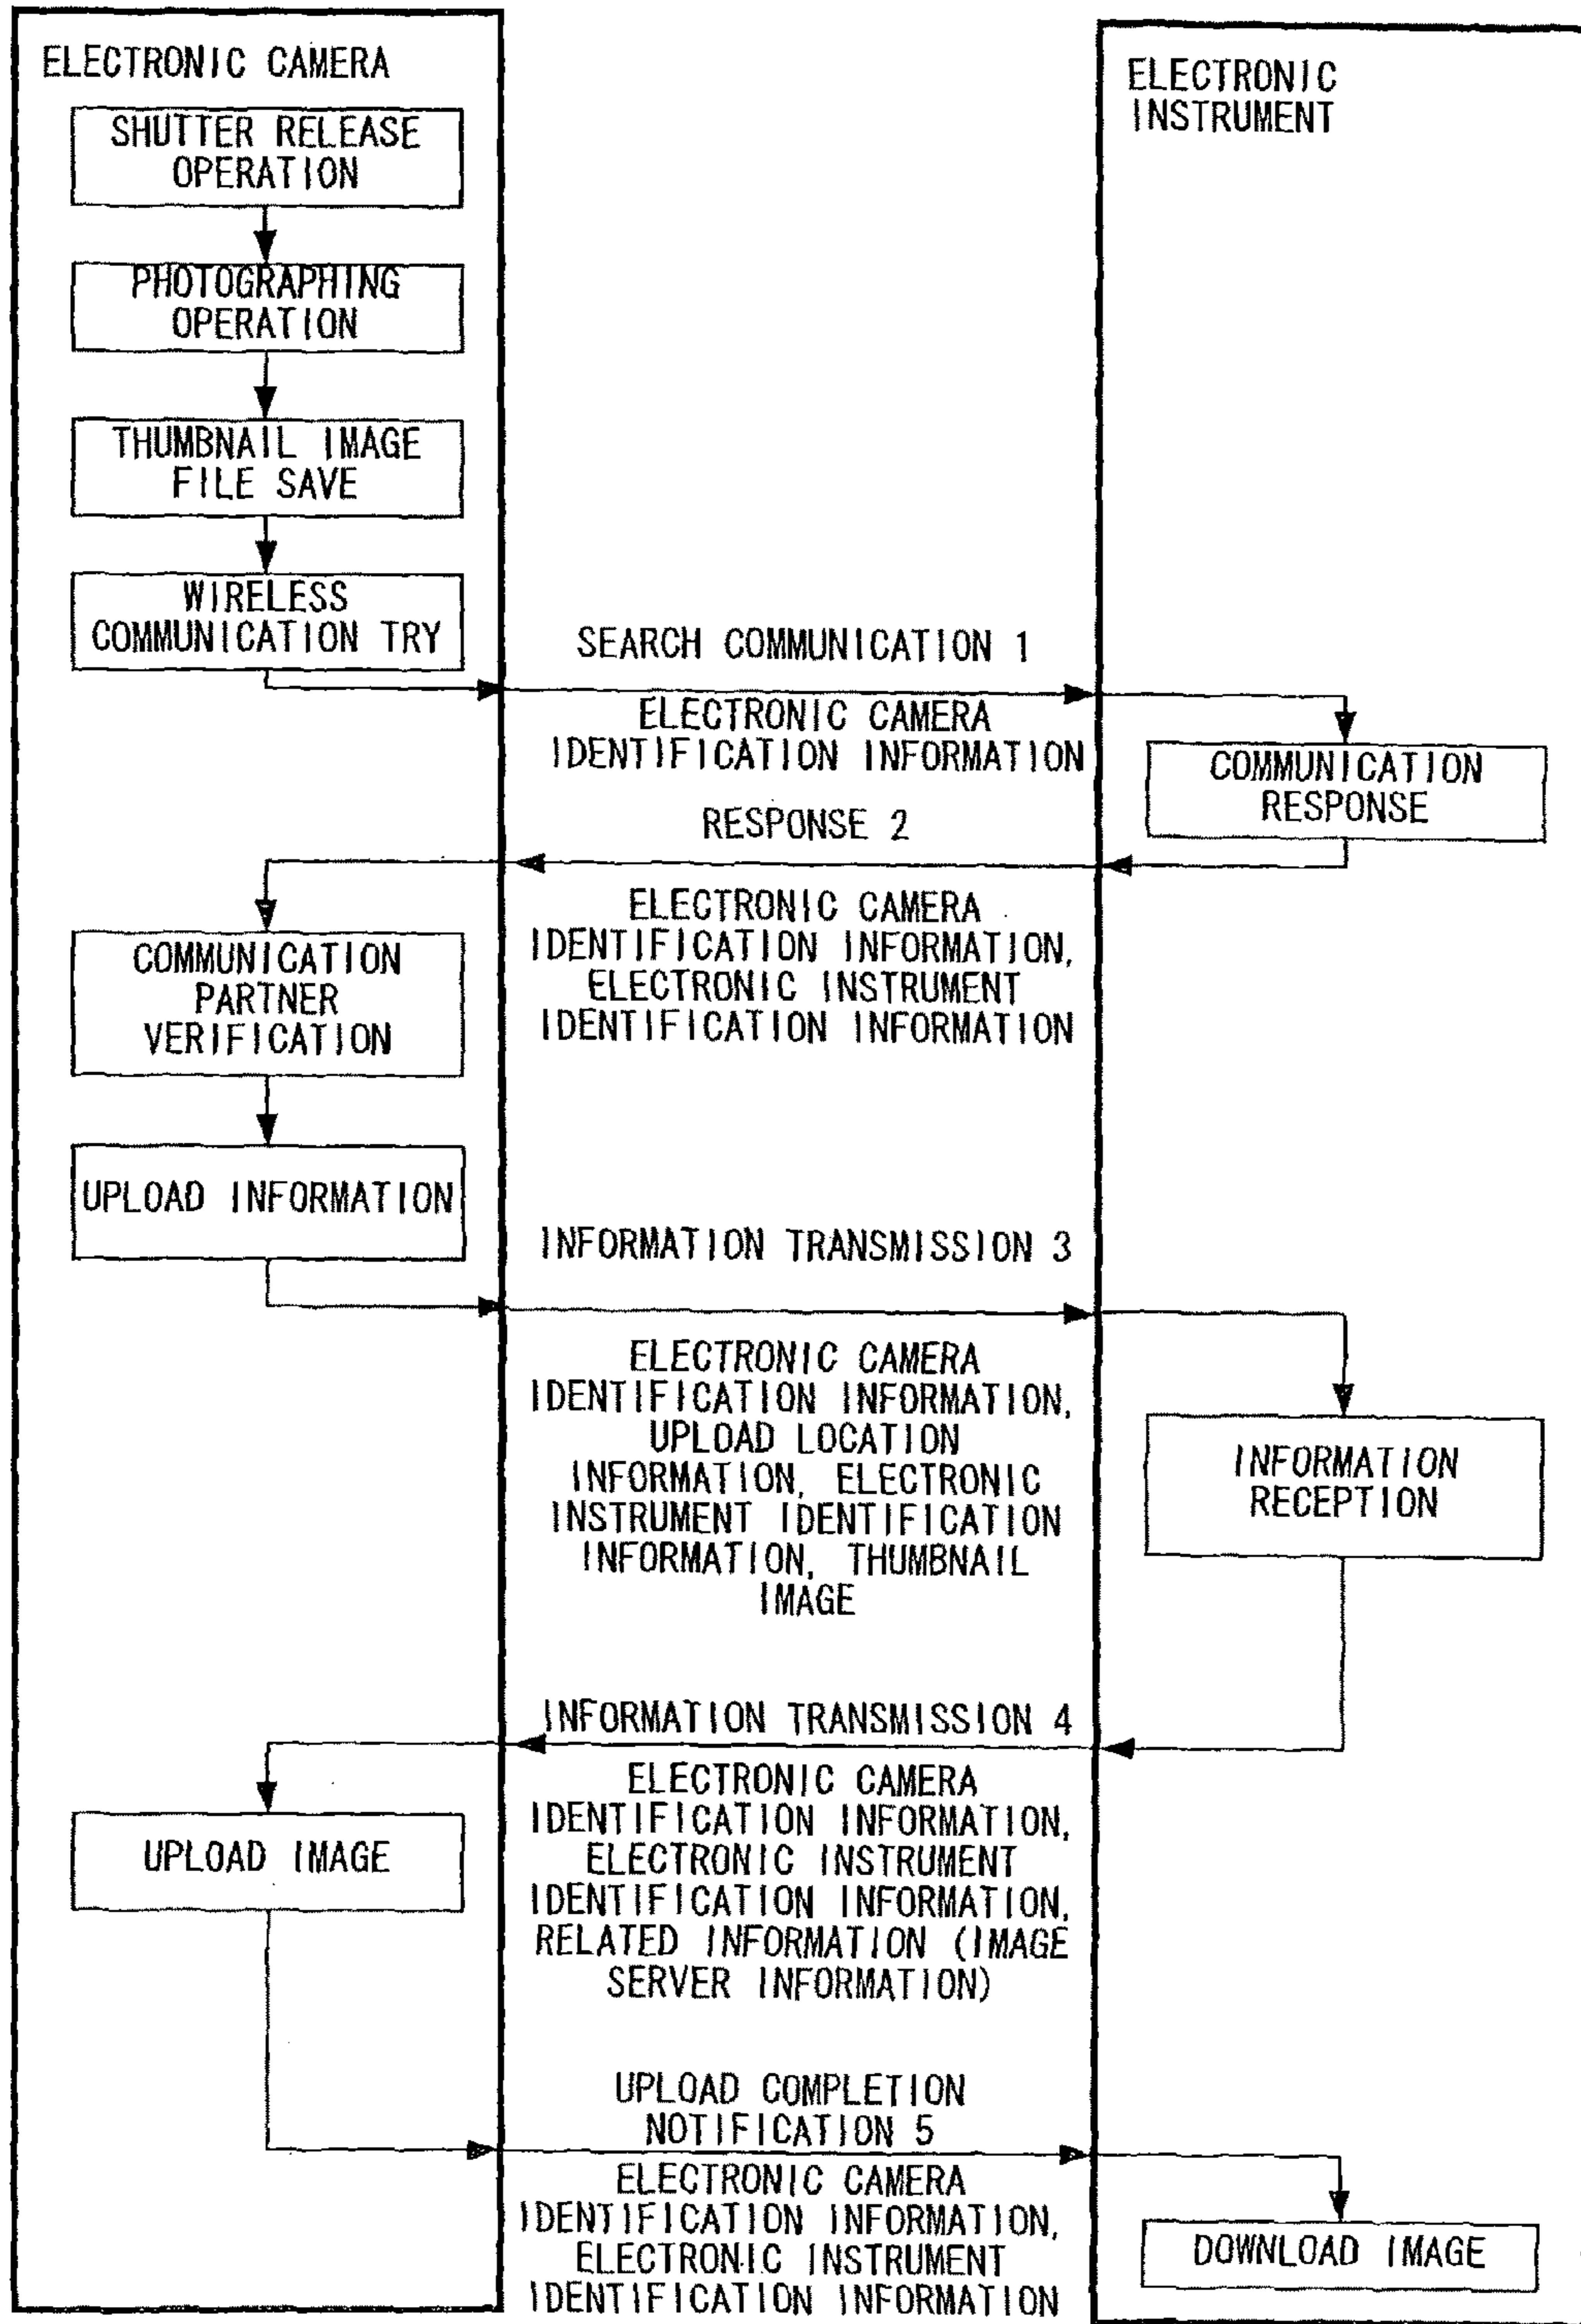 ELECTRONIC CAMERA
ELECTRONIC
INSTRUMENT
SHUTTER RELEASE
OPERATION
PHOTOGRAPHING
OPERATION
THUMBNAIL IMAGE
FILE SAVE
WIRELESS
COMMUNICATION TRY
SEARCH COMMUNICATION 1
ELECTRONIC CAMERA
IDENTIFICATION INFORMATION
COMMUNICATION
RESPONSE
RESPONSE 2
ELECTRONIC CAMERA
IDENTIFICATION INFORMATION,
ELECTRONIC INSTRUMENT
IDENTIFICATION INFORMATION
COMMUNICATION
PARTNER
VERIFICATION
UPLOAD INFORMATION
INFORMATION TRANSMISSION 3
ELECTRONIC CAMERA
IDENTIFICATION INFORMATION,
UPLOAD LOCATION
INFORMATION, ELECTRONIC
INSTRUMENT IDENTIFICATION
INFORMATION, THUMBNAIL
IMAGE
INFORMATION
RECEPTION
INFORMATION TRANSMISSION 4
ELECTRONIC CAMERA
IDENTIFICATION INFORMATION,
ELECTRONIC INSTRUMENT
IDENTIFICATION INFORMATION,
RELATED INFORMATION (IMAGE
SERVER INFORMATION)
UPLOAD IMAGE
UPLOAD COMPLETION
NOTIFICATION 5
ELECTRONIC CAMERA
IDENTIFICATION INFORMATION,
ELECTRONIC INSTRUMENT
IDENTIFICATION INFORMATION
DOWNLOAD IMAGE